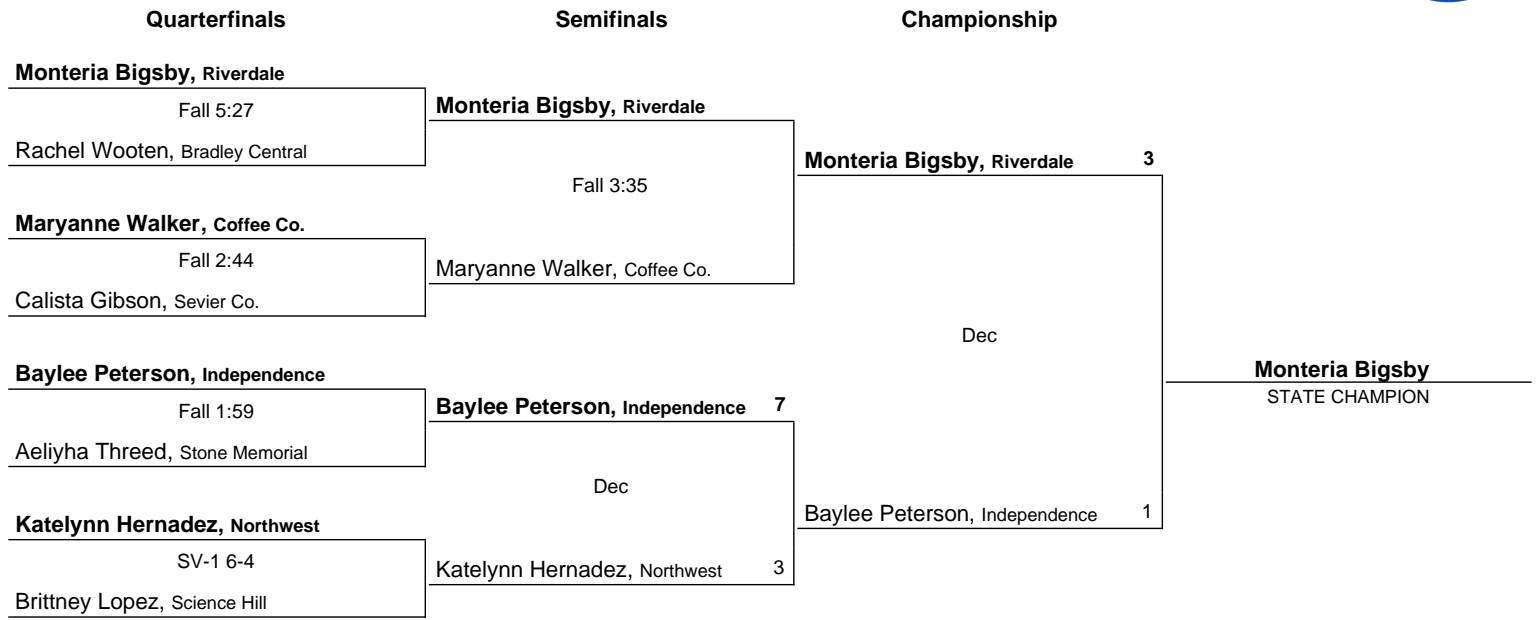 Quarterfinals Semifinals Championship
Monteria Bigsby, Riverdale
Fall 5:27
Rachel Wooten, Bradley Central
Maryanne Walker, Coffee Co.
Fall 2:44
Calista Gibson, Sevier Co.
Baylee Peterson, Independence
Fall 1:59
Aeliyha Threed, Stone Memorial
Katelynn Hernadez, Northwest
SV-1 6-4
Brittney Lopez, Science Hill
Monteria Bigsby, Riverdale
Fall 3:35
Maryanne Walker, Coffee Co.
Baylee Peterson, Independence 7
Dec
Katelynn Hernadez, Northwest 3
Monteria Bigsby, Riverdale 3
Dec
Baylee Peterson, Independence 1
Monteria Bigsby
STATE CHAMPION